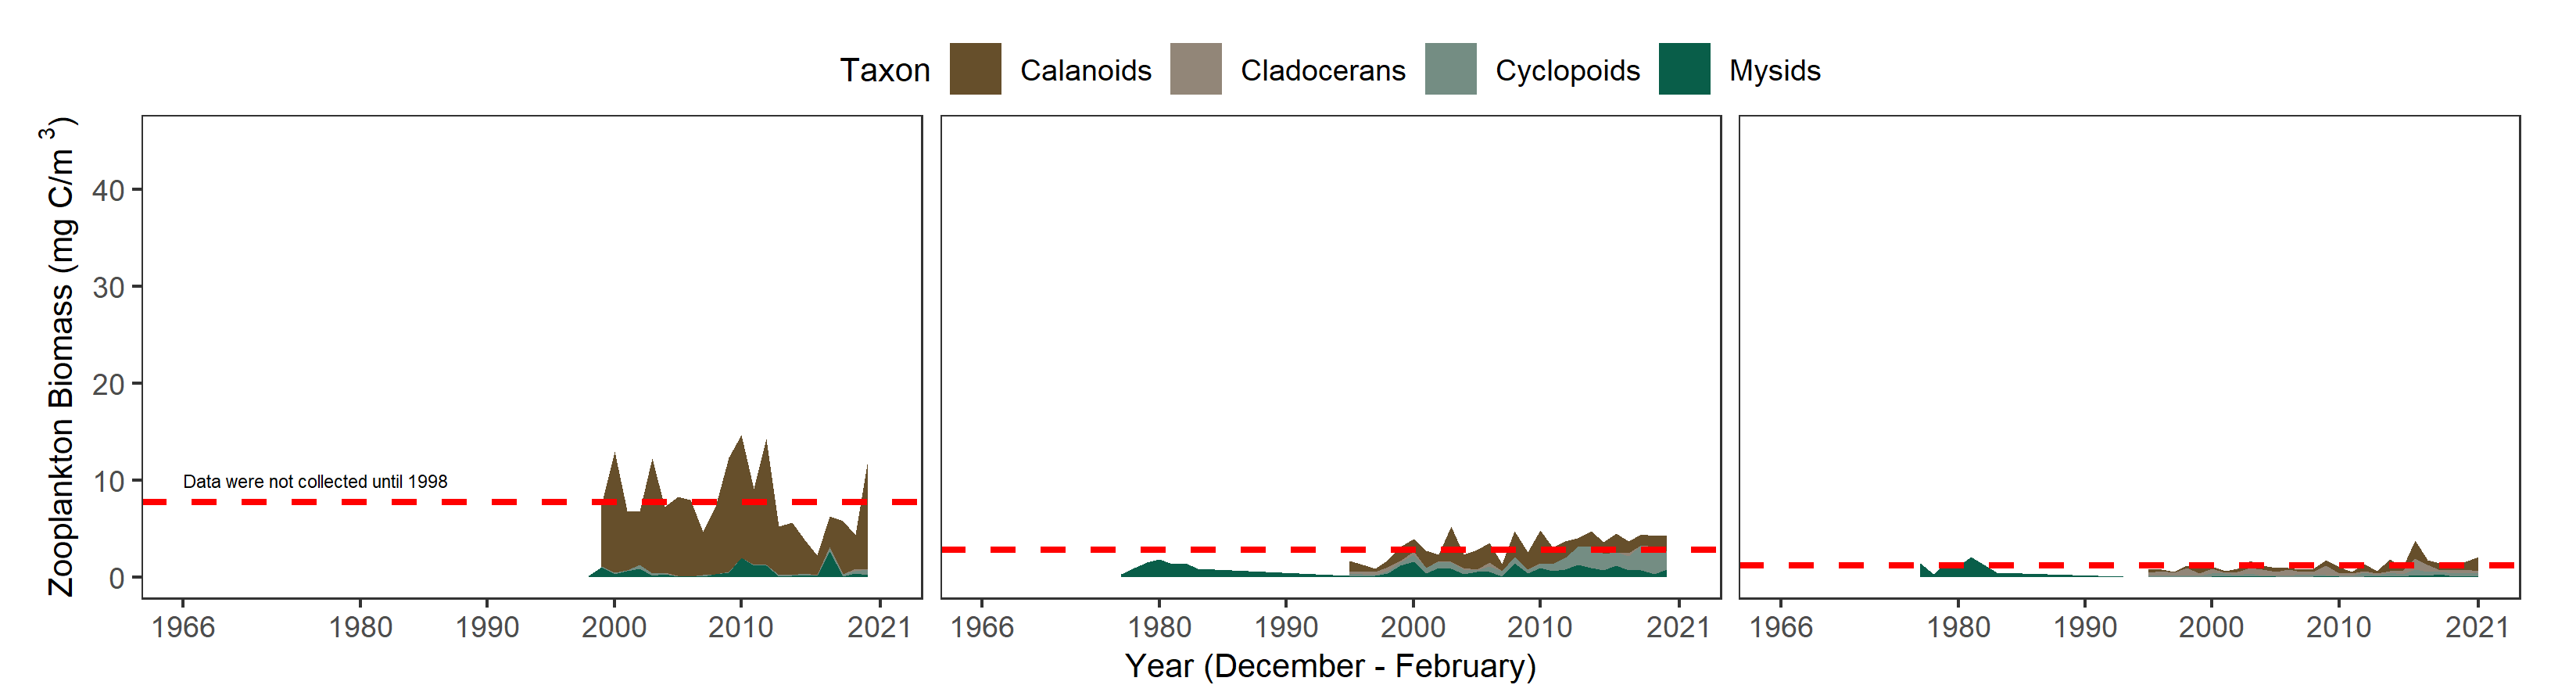 Taxon Calanoids Cladocerans Cyclopoids Mysids
Zooplankton Biomass (mg C/m 3)
40
30
20
10
0
Data were not collected until 1998
1966 1980 1990 2000 2010 2021
1966 1980 1990 2000 2010 2021
1966 1980 1990 2000 2010 2021
Year (December - February)